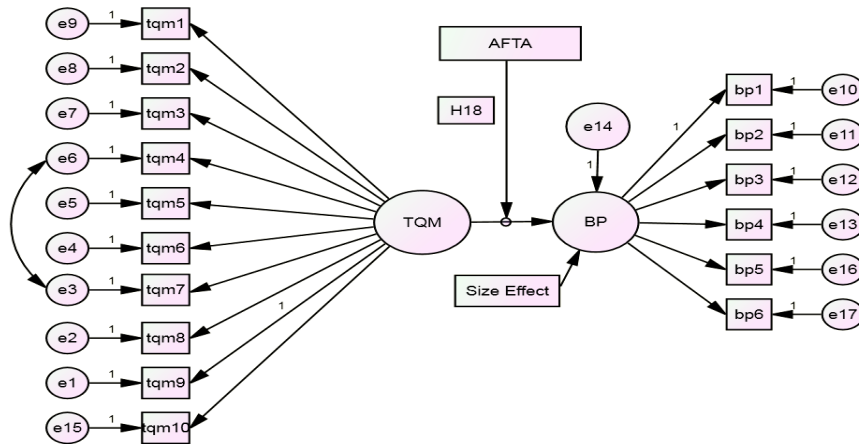 e9 1 tqm1
e8 1 tqm2
e7 1 tqm3
e6 1 tqm4
e5 1 tqm5
e4 1 tqm6
e3 1 tqm7
e2 1 tqm8
e1 1 tqm9
e15 1 tqm10
1
TQM
AFTA
H18
e14
1
BP
Size Effect
1
bp1 1 e10
bp2 1 e11
bp3 1 e12
bp4 1 e13
bp5 1 e16
bp6 1 e17